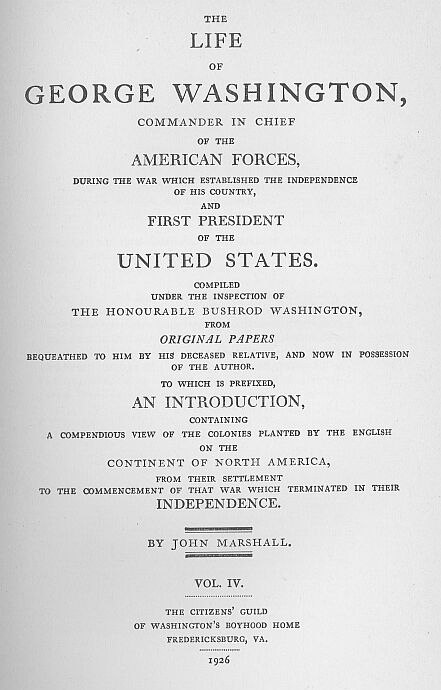 THE
LIFE
OF
GEORGE WASHINGTON,
COMMANDER IN CHIEF
OF THE
AMERICAN FORCES,
DURING THE WAR WHICH ESTABLISHED THE INDEPENDENCE
OF HIS COUNTRY,
AND
FIRST PRESIDENT
OF THE
UNITED STATES.
COMPILED
UNDER THE INSPECTION OF
THE HONOURABLE BUSHROD WASHINGTON,
FROM
ORIGINAL PAPERS
BEQUEATHED TO HIM BY HIS DECEASED RELATIVE, AND NOW IN POSSESSION
OF THE AUTHOR.
TO WHICH IS PREFIXED,
AN INTRODUCTION,
CONTAINING
A COMPENDIOUS VIEW OF THE COLONIES PLANTED BY THE ENGLISH
ON THE
CONTINENT OF NORTH AMERICA,
FROM THEIR SETTLEMENT
TO THE COMMENCEMENT OF THAT WAR WHICH TERMINATED IN THEIR
INDEPENDENCE.
BY JOHN MARSHALL.
VOL. IV.
THE CITIZENS' GUILD
OF WASHINGTON'S BOYHOOD HOME
FREDERICKSBURG, VA.
1926